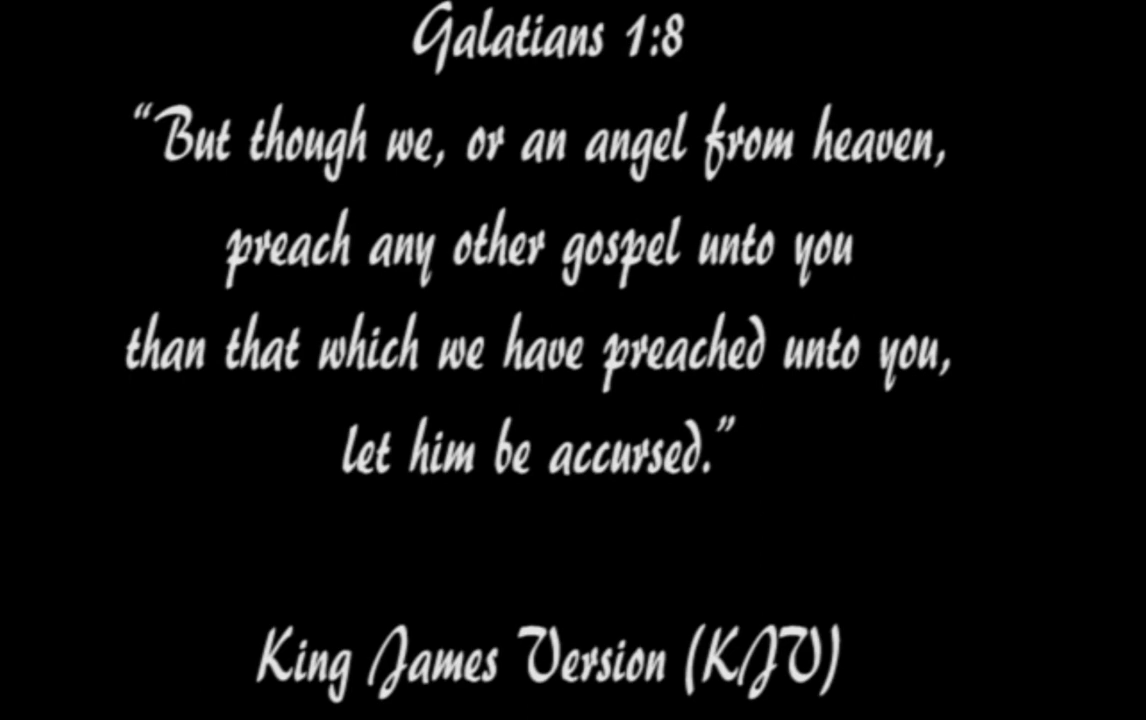 Galatians 1:8
“But though we, or an angel from heaven,
preach any other gospel unto you
than that which we have preached unto you,
let him be accursed.”
King James Version (KJV)